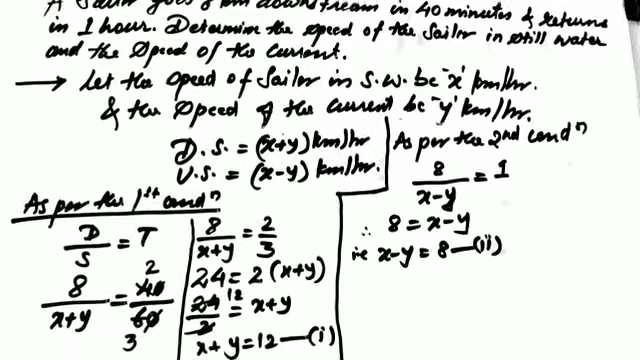 A Sailor goes 8 km downstream in 40 minutes & returns
in 1 hour. Determine the speed of the Sailor in still water
and the speed of the current.
→ Let the speed of Sailor in S.W. be 'x' km/hr.
& the speed of the current be 'y' km/hr.
D.S. = (x+y) km/hr
U.S. = (x-y) km/hr.
As per the 1st condn
D/S = T
8/(x+y) = 40/60
2
3
8/(x+y) = 2/3
24 = 2(x+y)
24/2 = x+y
12
x+y = 12 —(i)
As per the 2nd condn
8/(x-y) = 1
∴ 8 = x-y
i.e x-y = 8 —(ii)